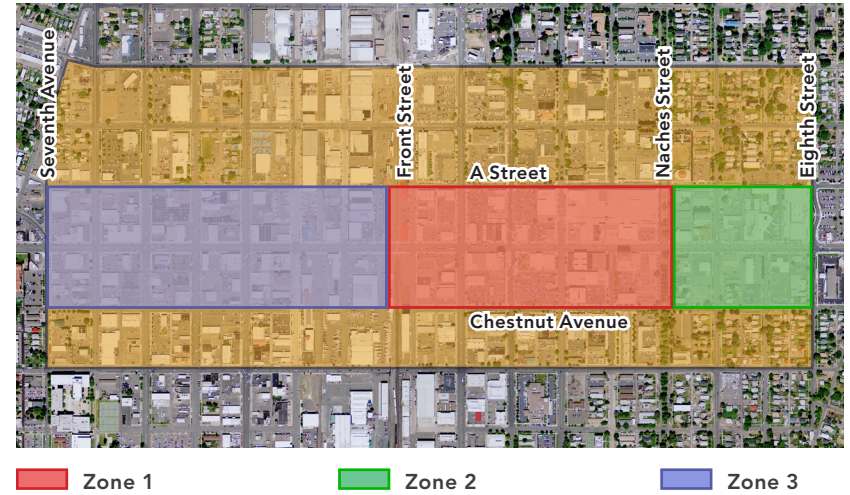 Seventh Avenue
Front Street
Naches Street
Eighth Street
A Street
Chestnut Avenue
Zone 1
Zone 2
Zone 3